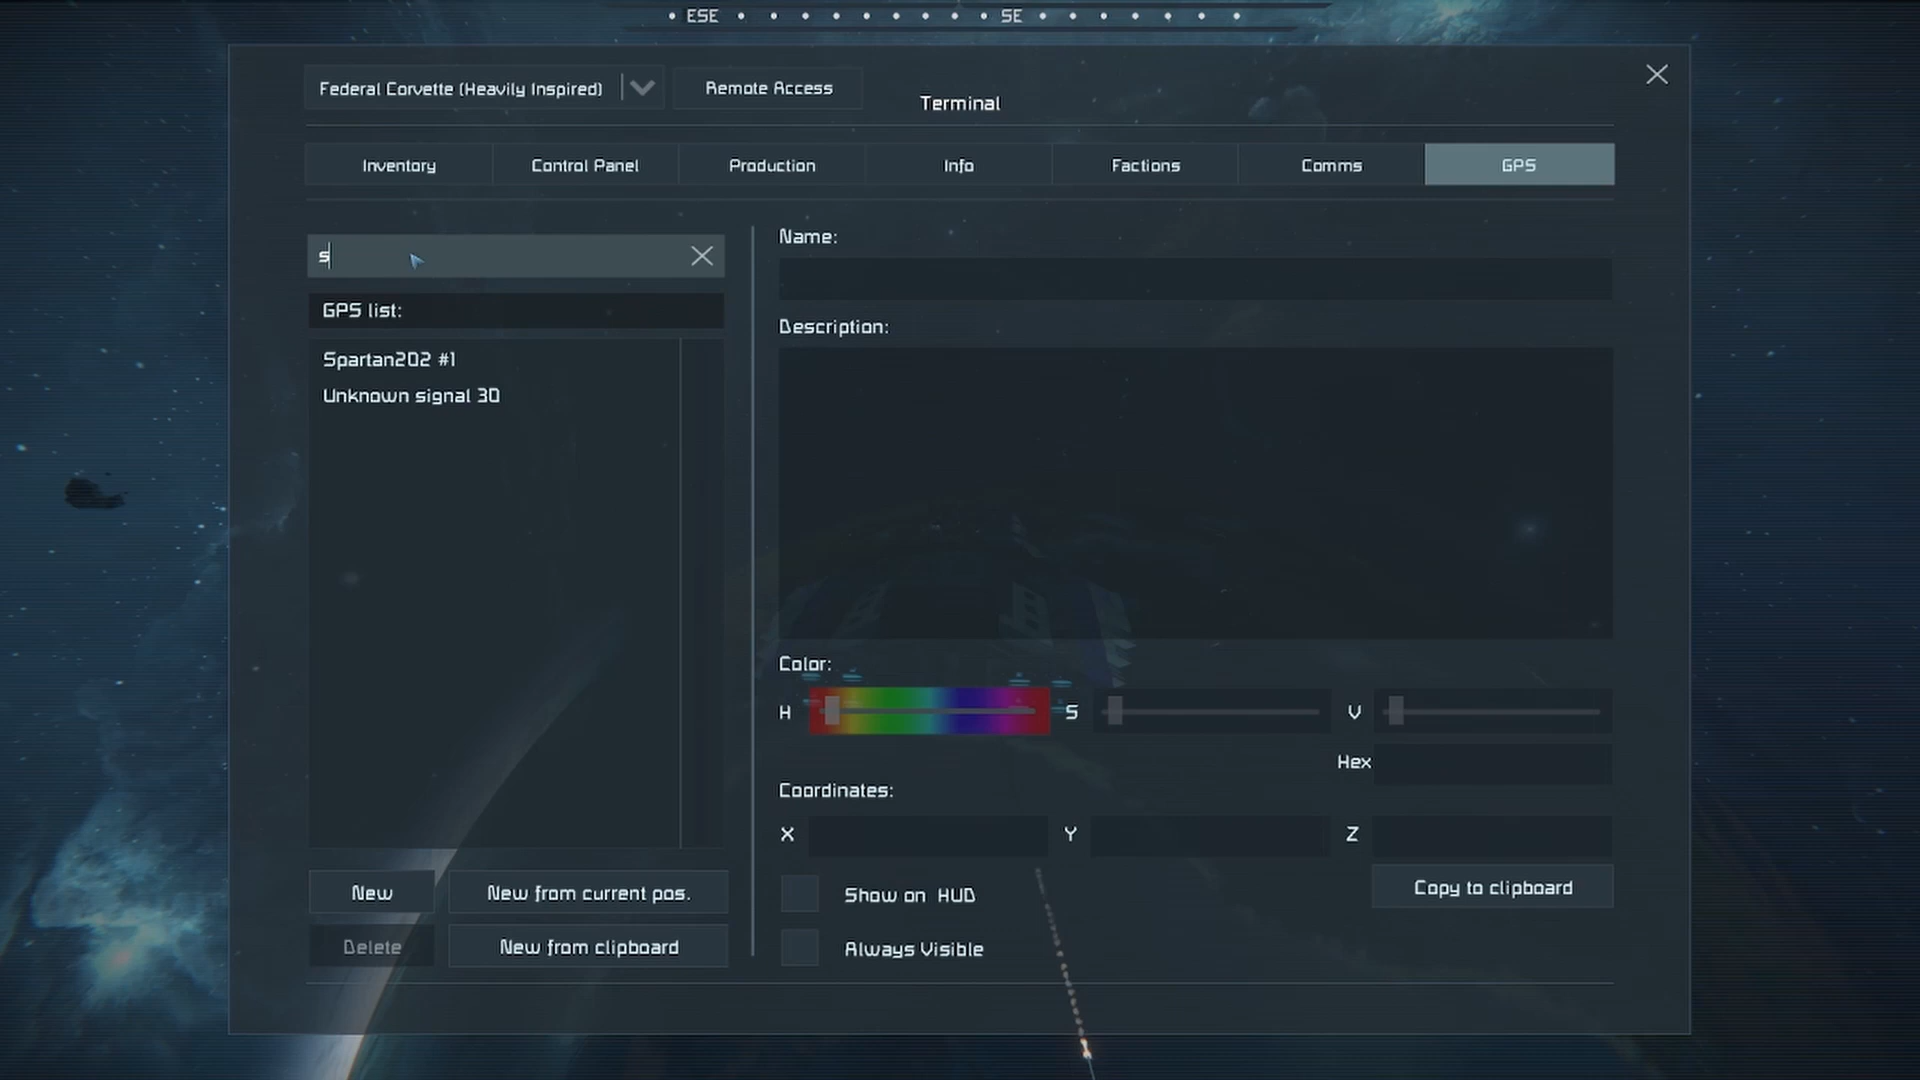 ESE SE
Federal Corvette (Heavily Inspired)
Remote Access
Terminal
Inventory
Control Panel
Production
Info
Factions
Comms
GPS
s
GPS list:
Spartan202 #1
Unknown signal 30
New
New from current pos.
Delete
New from clipboard
Name:
Description:
Color:
H
S
V
Hex
Coordinates:
X
Y
Z
Show on HUD
Copy to clipboard
Always Visible